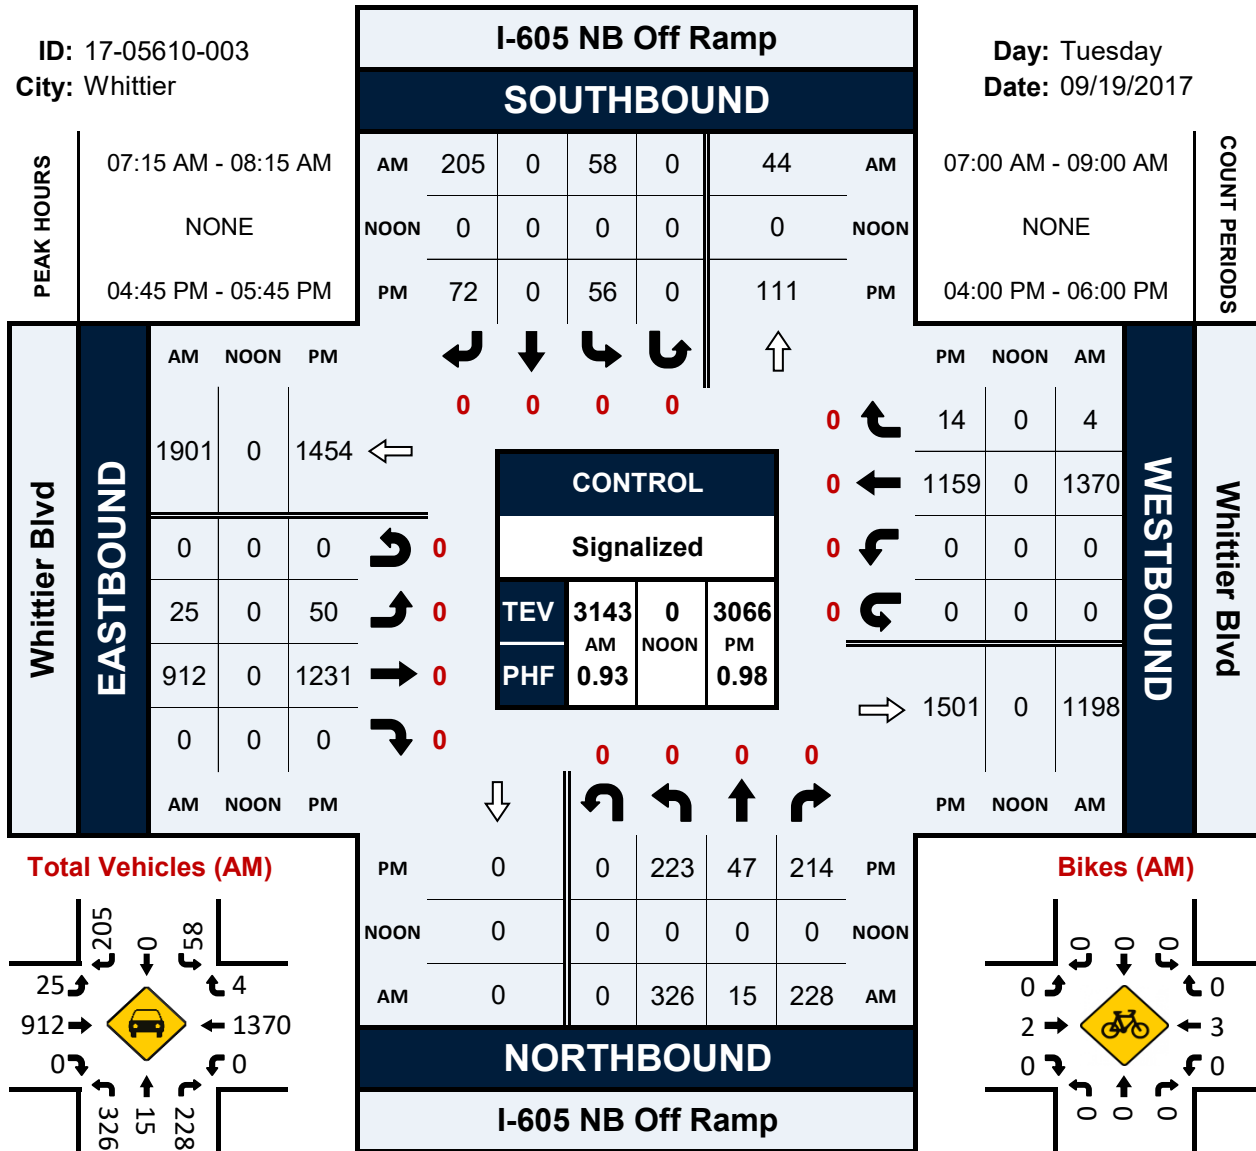 I-605 NB Off Ramp
ID: 17-05610-003
Day: Tuesday
City: Whittier
Date: 09/19/2017
SOUTHBOUND
PEAK HOURS
07:15 AM - 08:15 AM
NONE
04:45 PM - 05:45 PM
AM 205 0 58 0 44 AM
NOON 0 0 0 0 0 NOON
PM 72 0 56 0 111 PM
07:00 AM - 09:00 AM
NONE
04:00 PM - 06:00 PM
COUNT PERIODS
0 0 0 0
Whittier Blvd
EASTBOUND
AM NOON PM
1901 0 1454
0 0 0 0
25 0 50 0
912 0 1231 0
0 0 0 0
AM NOON PM
CONTROL
Signalized
TEV 3143 0 3066
AM NOON PM
PHF 0.93 0.98
PM NOON AM
0 14 0 4
0 1159 0 1370
0 0 0 0
0 0 0 0
1501 0 1198
PM NOON AM
WESTBOUND
Whittier Blvd
0 0 0 0
PM 0 0 223 47 214 PM
NOON 0 0 0 0 0 NOON
AM 0 0 326 15 228 AM
NORTHBOUND
I-605 NB Off Ramp
Total Vehicles (AM)
205 0 58
25 4
912 1370
0 0
326 15 228
Bikes (AM)
0 0 0
0 0
2 3
0 0
0 0 0